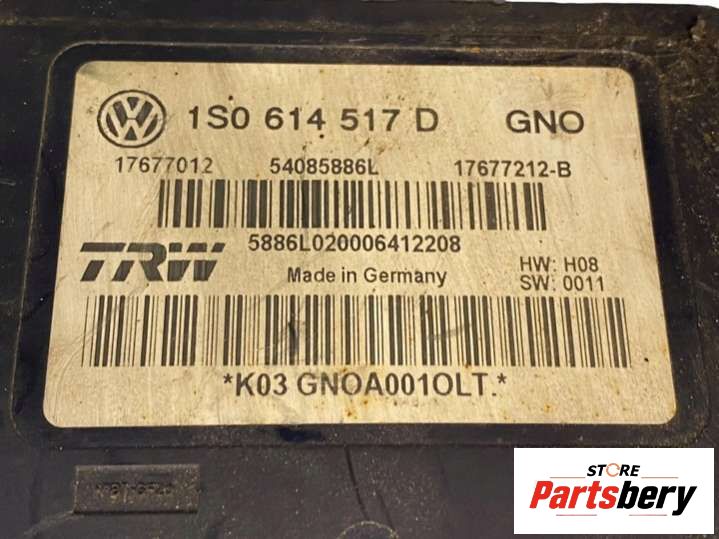 1S0 614 517 D GNO
17677012 54085886L 17677212-B
5886L020006412208
TRW
Made in Germany
HW: H08
SW: 0011
*K03 GNOA001OLT.*
STORE
Partsbery